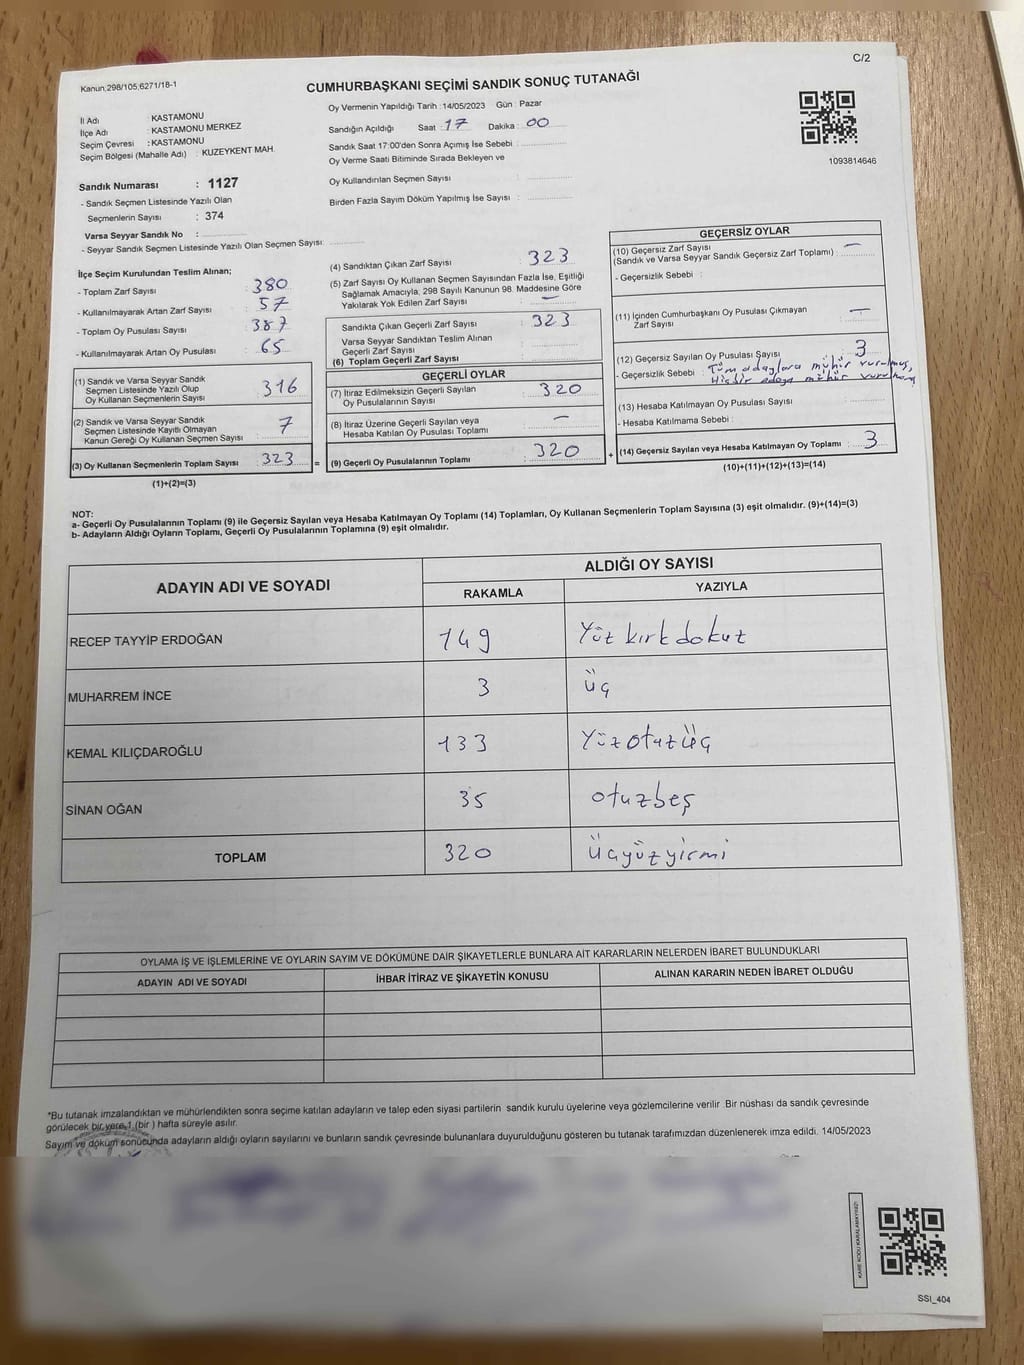 Kanun,298/105,6271/18-1
C/2
CUMHURBAŞKANI SEÇİMİ SANDIK SONUÇ TUTANAĞI
İl Adı : KASTAMONU
İlçe Adı : KASTAMONU MERKEZ
Seçim Çevresi : KASTAMONU
Seçim Bölgesi (Mahalle Adı) : KUZEYKENT MAH.
Sandık Numarası : 1127
- Sandık Seçmen Listesinde Yazılı Olan
Seçmenlerin Sayısı : 374
Varsa Seyyar Sandık No :
- Seyyar Sandık Seçmen Listesinde Yazılı Olan Seçmen Sayısı:
Oy Vermenin Yapıldığı Tarih :14/05/2023 Gün : Pazar
Sandığın Açıldığı Saat : 17 Dakika : 00
Sandık Saat 17:00'den Sonra Açımış İse Sebebi :
Oy Verme Saati Bitiminde Sırada Bekleyen ve
Oy Kullandırılan Seçmen Sayısı :
Birden Fazla Sayım Döküm Yapılmış İse Sayısı :
1093814646
İlçe Seçim Kurulundan Teslim Alınan;
- Toplam Zarf Sayısı : 380
- Kullanılmayarak Artan Zarf Sayısı : 57
- Toplam Oy Pusulası Sayısı : 387
- Kullanılmayarak Artan Oy Pusulası : 65
(1) Sandık ve Varsa Seyyar Sandık
Seçmen Listesinde Yazılı Olup
Oy Kullanan Seçmenlerin Sayısı : 316
(2) Sandık ve Varsa Seyyar Sandık
Seçmen Listesinde Kayıtlı Olmayan
Kanun Gereği Oy Kullanan Seçmen Sayısı : 7
(3) Oy Kullanan Seçmenlerin Toplam Sayısı : 323 =
(1)+(2)=(3)
(4) Sandıktan Çıkan Zarf Sayısı : 323
(5) Zarf Sayısı Oy Kullanan Seçmen Sayısından Fazla İse, Eşitliği
Sağlamak Amacıyla, 298 Sayılı Kanunun 98. Maddesine Göre
Yakılarak Yok Edilen Zarf Sayısı : —
Sandıkta Çıkan Geçerli Zarf Sayısı : 323
Varsa Seyyar Sandıktan Teslim Alınan
Geçerli Zarf Sayısı :
(6) Toplam Geçerli Zarf Sayısı :
GEÇERLİ OYLAR
(7) İtiraz Edilmeksizin Geçerli Sayılan
Oy Pusulalarının Sayısı : 320
(8) İtiraz Üzerine Geçerli Sayılan veya
Hesaba Katılan Oy Pusulası Toplamı : —
(9) Geçerli Oy Pusulalarının Toplamı : 320 +
GEÇERSİZ OYLAR
(10) Geçersiz Zarf Sayısı
(Sandık ve Varsa Seyyar Sandık Geçersiz Zarf Toplamı) : —
- Geçersizlik Sebebi :
(11) İçinden Cumhurbaşkanı Oy Pusulası Çıkmayan
Zarf Sayısı : —
(12) Geçersiz Sayılan Oy Pusulası Sayısı : 3
- Geçersizlik Sebebi : Tüm adaylara mühür vurulmuş,
Hiçbir adaya mühür vurulmamış
(13) Hesaba Katılmayan Oy Pusulası Sayısı :
- Hesaba Katılmama Sebebi :
(14) Geçersiz Sayılan veya Hesaba Katılmayan Oy Toplamı : 3
(10)+(11)+(12)+(13)=(14)
NOT:
a- Geçerli Oy Pusulalarının Toplamı (9) ile Geçersiz Sayılan veya Hesaba Katılmayan Oy Toplamı (14) Toplamları, Oy Kullanan Seçmenlerin Toplam Sayısına (3) eşit olmalıdır. (9)+(14)=(3)
b- Adayların Aldığı Oyların Toplamı, Geçerli Oy Pusulalarının Toplamına (9) eşit olmalıdır.
ADAYIN ADI VE SOYADI ALDIĞI OY SAYISI
RAKAMLA YAZIYLA
RECEP TAYYİP ERDOĞAN 149 Yüz kırk dokuz
MUHARREM İNCE 3 üç
KEMAL KILIÇDAROĞLU 133 Yüzotuzüç
SİNAN OĞAN 35 otuzbeş
TOPLAM 320 Üçyüzyirmi
OYLAMA İŞ VE İŞLEMLERİNE VE OYLARIN SAYIM VE DÖKÜMÜNE DAİR ŞİKAYETLERLE BUNLARA AİT KARARLARIN NELERDEN İBARET BULUNDUKLARI
ADAYIN ADI VE SOYADI İHBAR İTİRAZ VE ŞİKAYETİN KONUSU ALINAN KARARIN NEDEN İBARET OLDUĞU
*Bu tutanak imzalandıktan ve mühürlendikten sonra seçime katılan adayların ve talep eden siyasi partilerin sandık kurulu üyelerine veya gözlemcilerine verilir .Bir nüshası da sandık çevresinde
görülecek bir yere 1 (bir ) hafta süreyle asılır.
Sayım ve döküm sonucunda adayların aldığı oyların sayılarını ve bunların sandık çevresinde bulunanlara duyurulduğunu gösteren bu tutanak tarafımızdan düzenlenerek imza edildi. 14/05/2023
KARE KODU KARALAMAYINIZ!
SSI_404